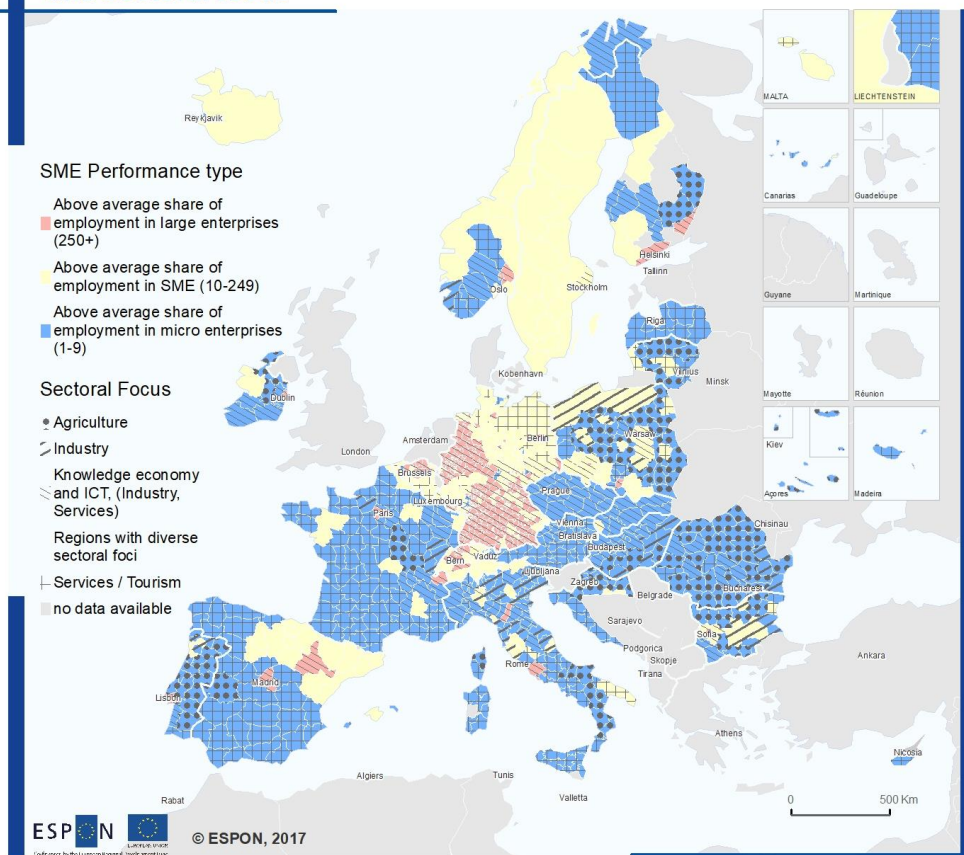 Reykjavik
SME Performance type
Above average share of
employment in large enterprises
(250+)
Above average share of
employment in SME (10-249)
Above average share of
employment in micro enterprises
(1-9)
Sectoral Focus
Agriculture
Industry
Knowledge economy
and ICT, (Industry,
Services)
Regions with diverse
sectoral foci
Services / Tourism
no data available
Oslo
Stockholm
Helsinki
Tallinn
Riga
Vilnius
Minsk
Kobenhavn
Dublin
London
Amsterdam
Berlin
Warsaw
Brussels
Luxembourg
Prague
Paris
Vienna
Bratislava
Budapest
Chisinau
Bern
Vaduz
Ljubljana
Zagreb
Belgrade
Bucharest
Sarajevo
Sofia
Podgorica
Skopje
Tirana
Rome
Madrid
Lisbon
Ankara
Athens
Nicosia
Algiers
Tunis
Valletta
Rabat
MALTA
LIECHTENSTEIN
Canarias
Guadeloupe
Guyane
Martinique
Mayotte
Réunion
Kiev
Açores
Madeira
0 500 Km
ESPON
EUROPEAN UNION
© ESPON, 2017